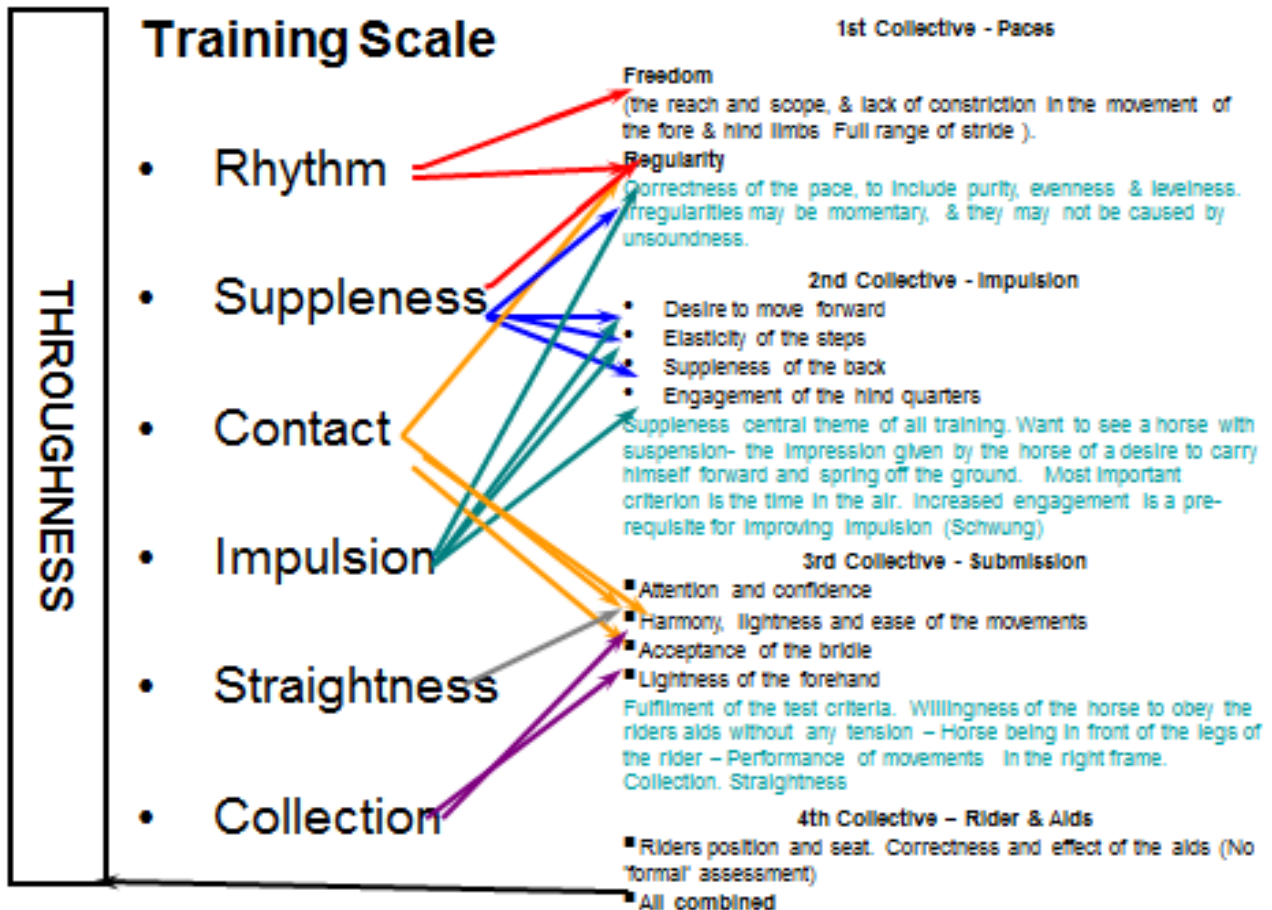 THROUGHNESS
Training Scale
• Rhythm
• Suppleness
• Contact
• Impulsion
• Straightness
• Collection
1st Collective - Paces
Freedom
(the reach and scope, & lack of constriction in the movement of
the fore & hind limbs Full range of stride ).
Regularity
Correctness of the pace, to include purity, evenness & levelness.
Irregularities may be momentary, & they may not be caused by
unsoundness.
2nd Collective - Impulsion
• Desire to move forward
• Elasticity of the steps
• Suppleness of the back
• Engagement of the hind quarters
Suppleness central theme of all training. Want to see a horse with
suspension- the impression given by the horse of a desire to carry
himself forward and spring off the ground. Most important
criterion is the time in the air. Increased engagement is a pre-
requisite for improving impulsion (Schwung)
3rd Collective - Submission
▪Attention and confidence
▪Harmony, lightness and ease of the movements
▪Acceptance of the bridle
▪Lightness of the forehand
Fulfilment of the test criteria. Willingness of the horse to obey the
riders aids without any tension – Horse being in front of the legs of
the rider – Performance of movements in the right frame.
Collection. Straightness
4th Collective – Rider & Aids
▪Riders position and seat. Correctness and effect of the aids (No
"formal" assessment)
▪All combined